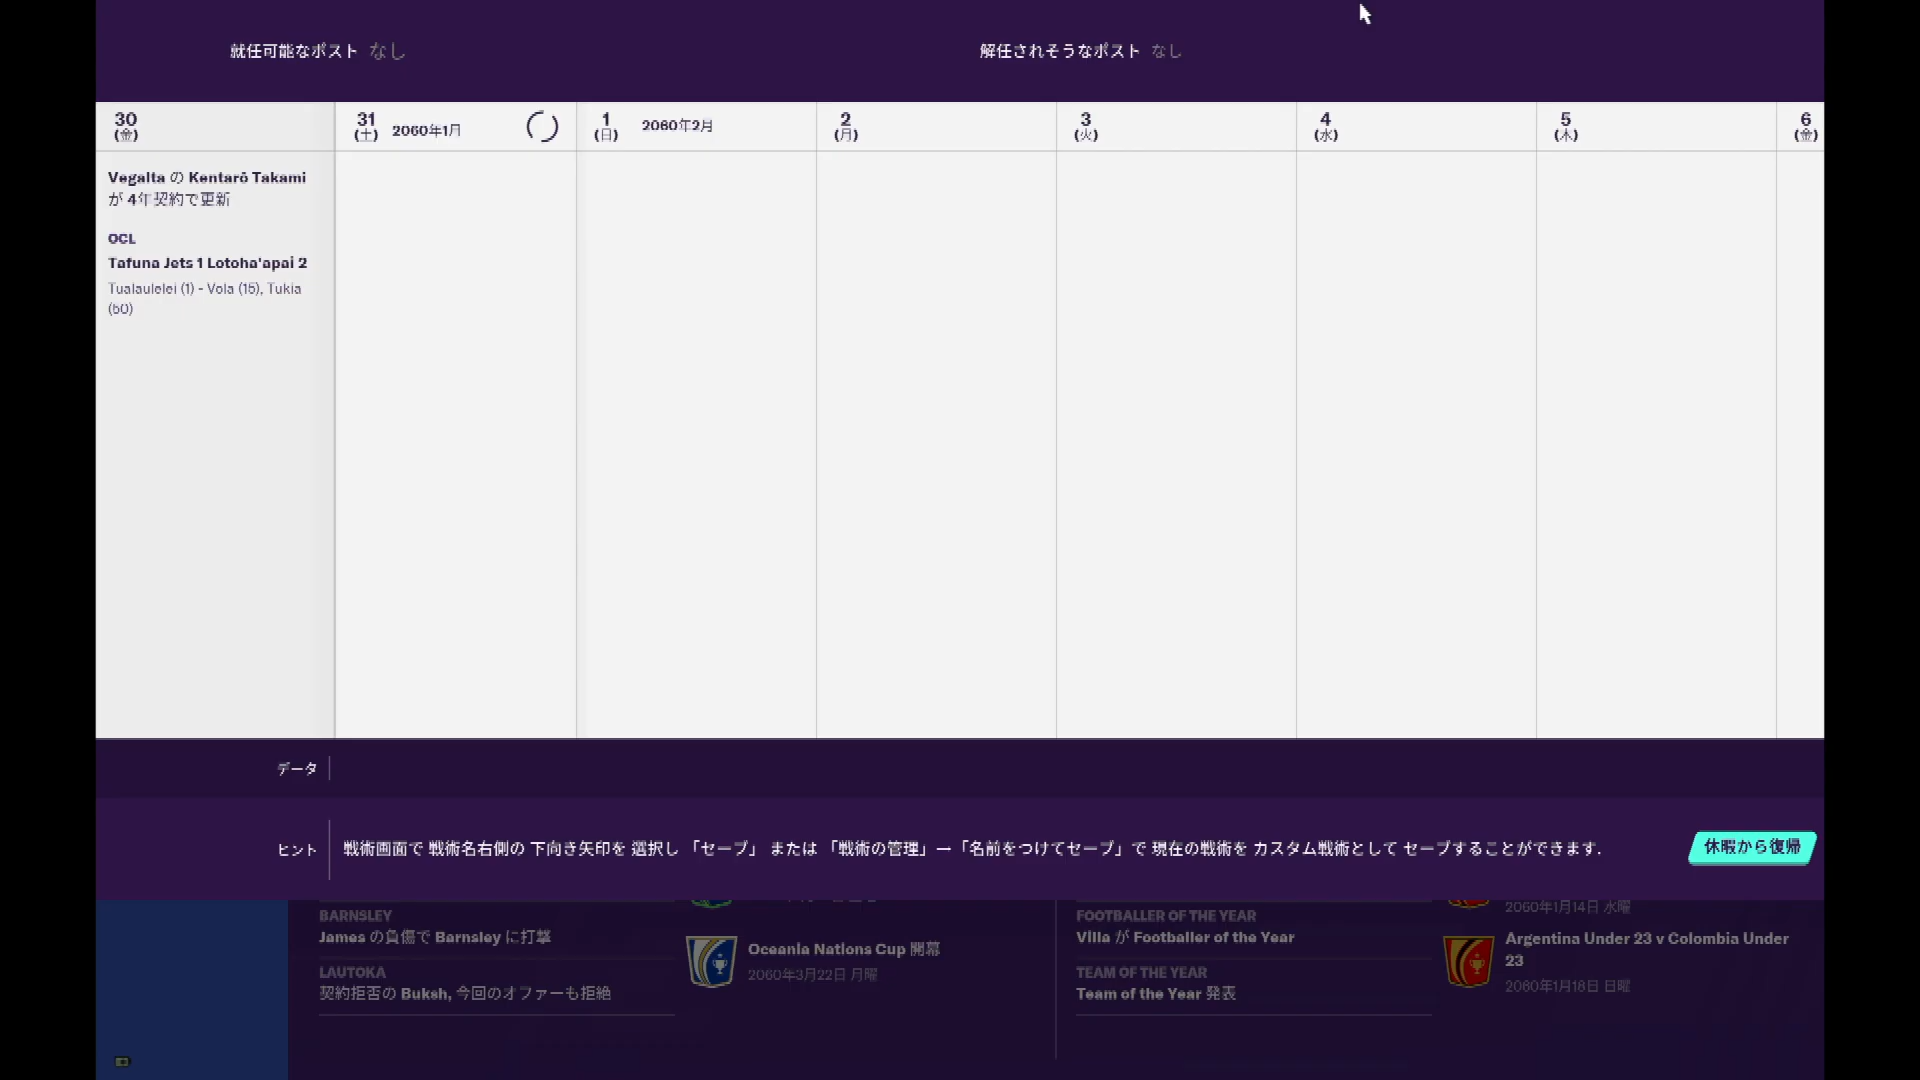 就任可能なポスト なし
解任されそうなポスト なし
30
(金)
31
(土) 2060年1月
1
(日) 2060年2月
2
(月)
3
(火)
4
(水)
5
(木)
6
(金)
Vegalta の Kentarō Takami
が 4年契約で更新
OCL
Tafuna Jets 1 Lotoha'apai 2
Tualaulelei (1) - Vola (15), Tukia
(50)
データ
ヒント
戦術画面で 戦術名右側の 下向き矢印を 選択し 「セーブ」 または 「戦術の管理」→「名前をつけてセーブ」で 現在の戦術を カスタム戦術として セーブすることができます.
休暇から復帰
BARNSLEY
James の負傷で Barnsley に打撃
LAUTOKA
契約拒否の Buksh, 今回のオファーも拒絶
Oceania Nations Cup 開幕
2060年3月22日 月曜
FOOTBALLER OF THE YEAR
Villa が Footballer of the Year
TEAM OF THE YEAR
Team of the Year 発表
2060年1月14日 水曜
Argentina Under 23 v Colombia Under
23
2060年1月18日 日曜